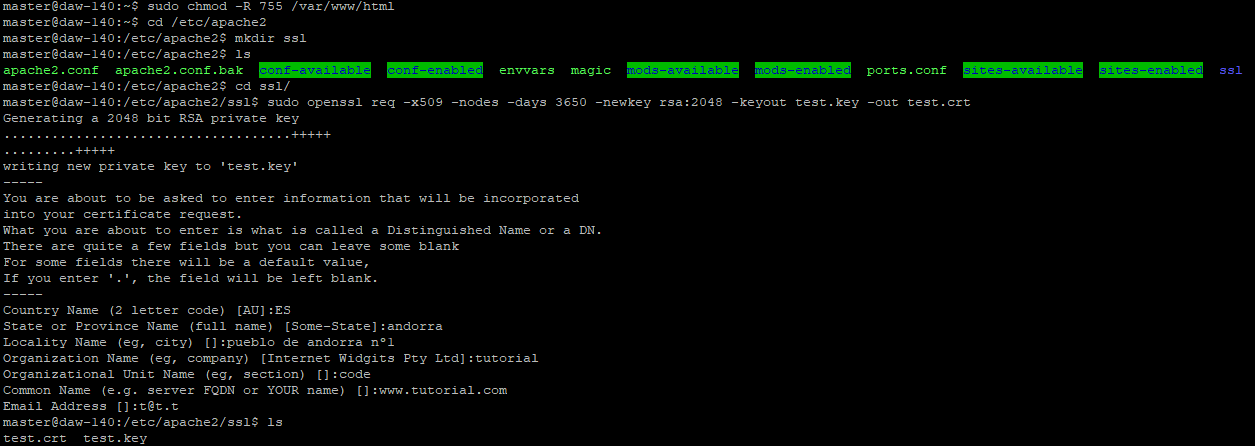 master@daw-140:~$ sudo chmod -R 755 /var/www/html
master@daw-140:~$ cd /etc/apache2
master@daw-140:/etc/apache2$ mkdir ssl
master@daw-140:/etc/apache2$ ls
apache2.conf  apache2.conf.bak  conf-available  conf-enabled  envvars  magic  mods-available  mods-enabled  ports.conf  sites-available  sites-enabled  ssl
master@daw-140:/etc/apache2$ cd ssl/
master@daw-140:/etc/apache2/ssl$ sudo openssl req -x509 -nodes -days 3650 -newkey rsa:2048 -keyout test.key -out test.crt
Generating a 2048 bit RSA private key
....................................+++++
.........+++++
writing new private key to 'test.key'
-----
You are about to be asked to enter information that will be incorporated
into your certificate request.
What you are about to enter is what is called a Distinguished Name or a DN.
There are quite a few fields but you can leave some blank
For some fields there will be a default value,
If you enter '.', the field will be left blank.
-----
Country Name (2 letter code) [AU]:ES
State or Province Name (full name) [Some-State]:andorra
Locality Name (eg, city) []:pueblo de andorra nº1
Organization Name (eg, company) [Internet Widgits Pty Ltd]:tutorial
Organizational Unit Name (eg, section) []:code
Common Name (e.g. server FQDN or YOUR name) []:www.tutorial.com
Email Address []:t@t.t
master@daw-140:/etc/apache2/ssl$ ls
test.crt  test.key